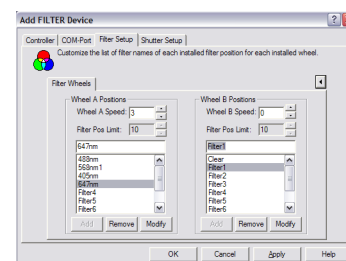 Add FILTER Device
?
Controller COM-Port Filter Setup Shutter Setup
Customize the list of filter names of each installed filter position for each installed wheel.
Filter Wheels
Wheel A Positions
Wheel A Speed: 3
Filter Pos Limit: 10
647nm
488nm
568nm1
405nm
647nm
Filter4
Filter5
Filter6
Add Remove Modify
Wheel B Positions
Wheel B Speed: 0
Filter Pos Limit: 10
Filter1
Clear
Filter1
Filter2
Filter3
Filter4
Filter5
Filter6
Add Remove Modify
OK Cancel Apply Help